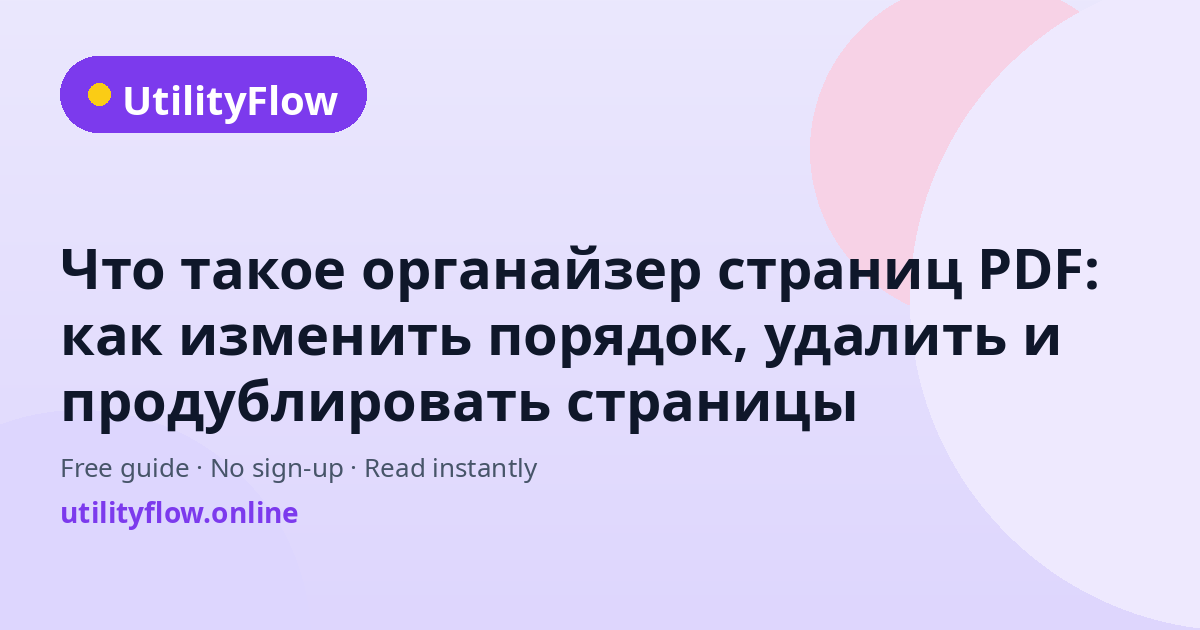 UtilityFlow
Что такое органайзер страниц PDF:
как изменить порядок, удалить и
продублировать страницы
Free guide · No sign-up · Read instantly
utilityflow.online